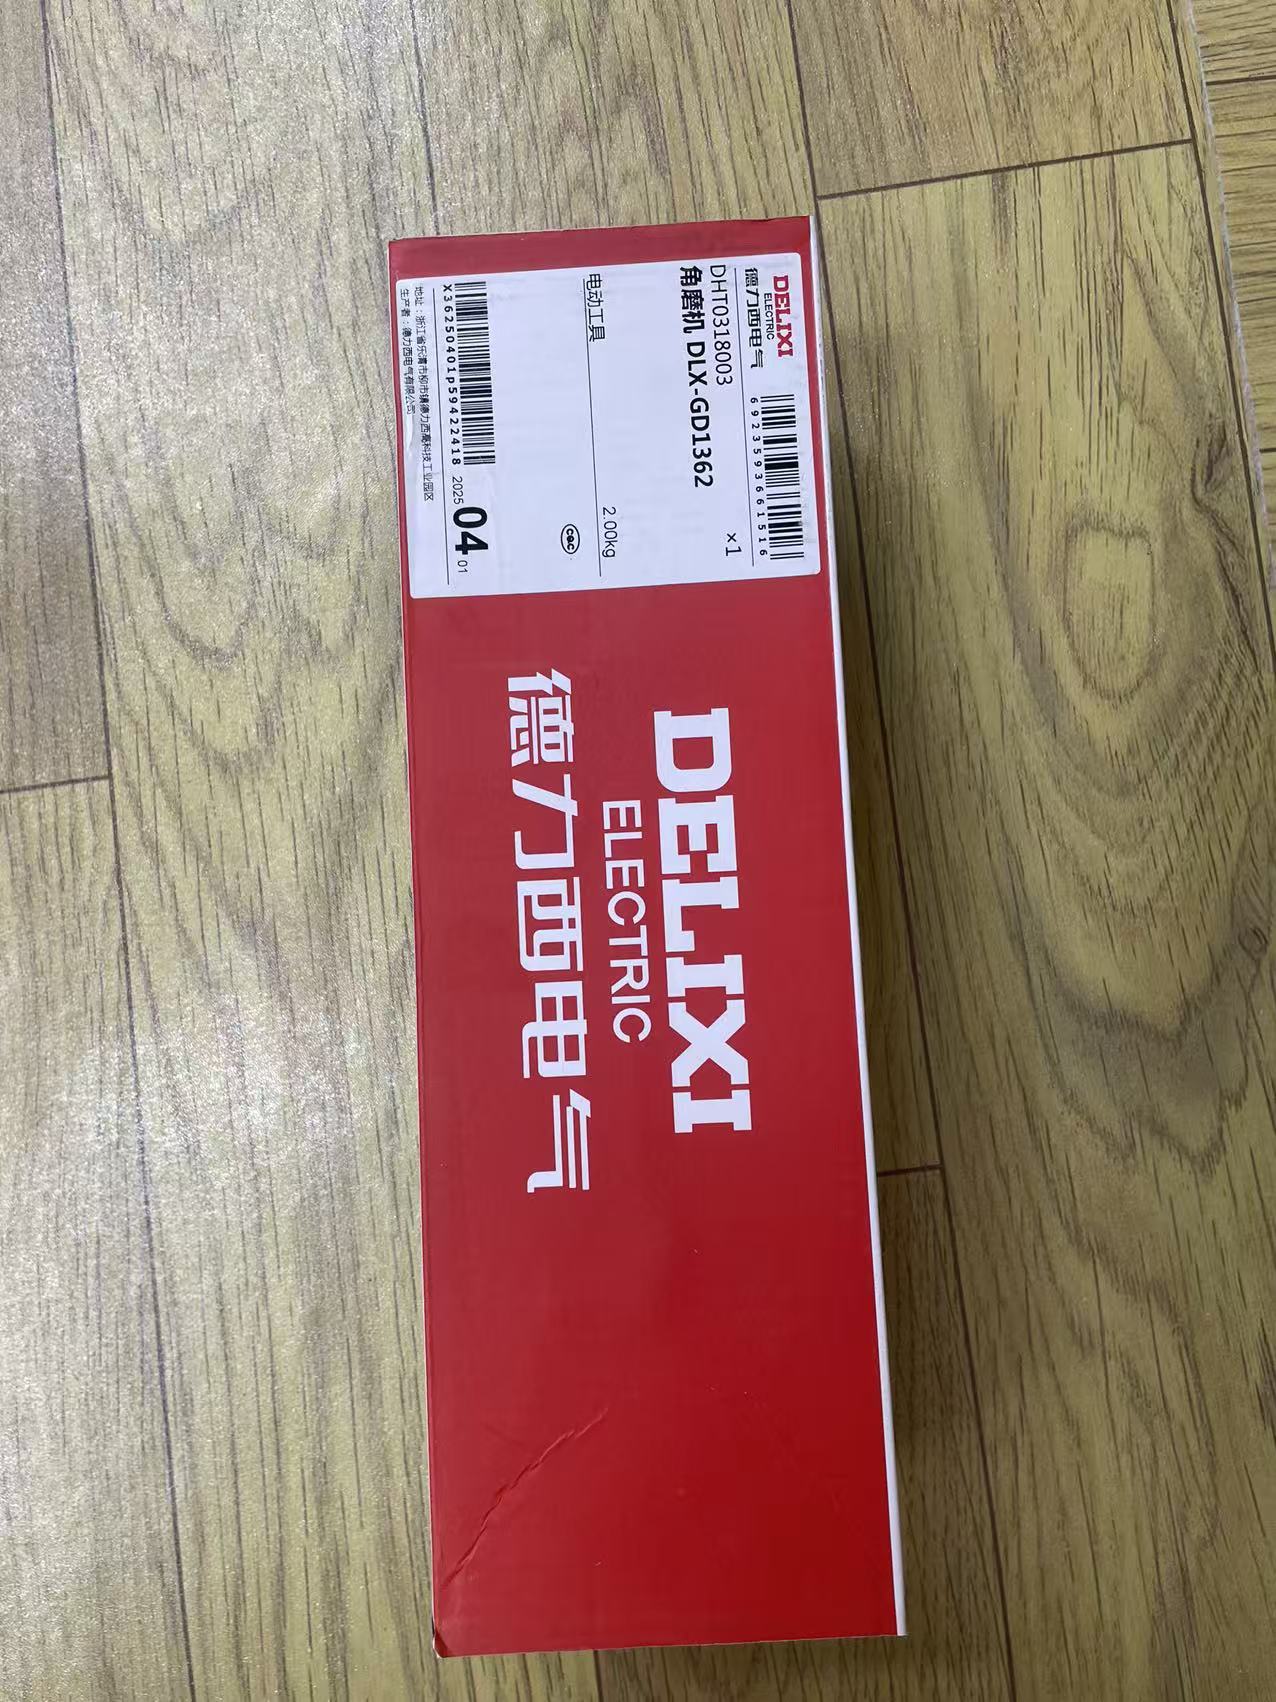 DELIXI
ELECTRIC
德力西电气
6923593661516
DHT0318003
角磨机 DLX-GD1362
×1
电动工具
2.00kg
CQC
X36250401p59422418
2025 04 01
地址：浙江省乐清市柳市镇德力西高科技工业园区
生产者：德力西电气有限公司
DELIXI
ELECTRIC
德力西电气